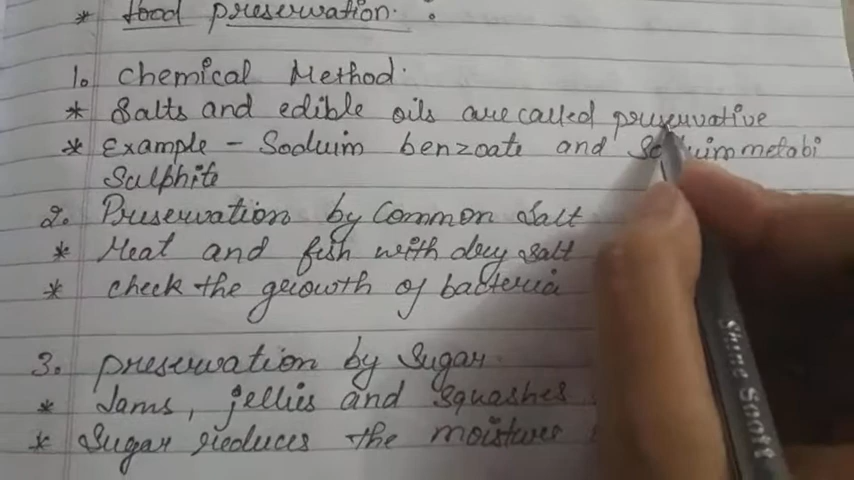 * food preservation. :
1. Chemical Method.
* Salts and edible oils are called preservative
* Example - Soduim benzoate and Soduimmetabi
Sulphite
2. Preservation by Common Salt
* Meat and fish with dry salt
* check the growth of bacteria
3. preservation by Sugar.
* Jams, jellies and squashes
* Sugar reduces the moisture